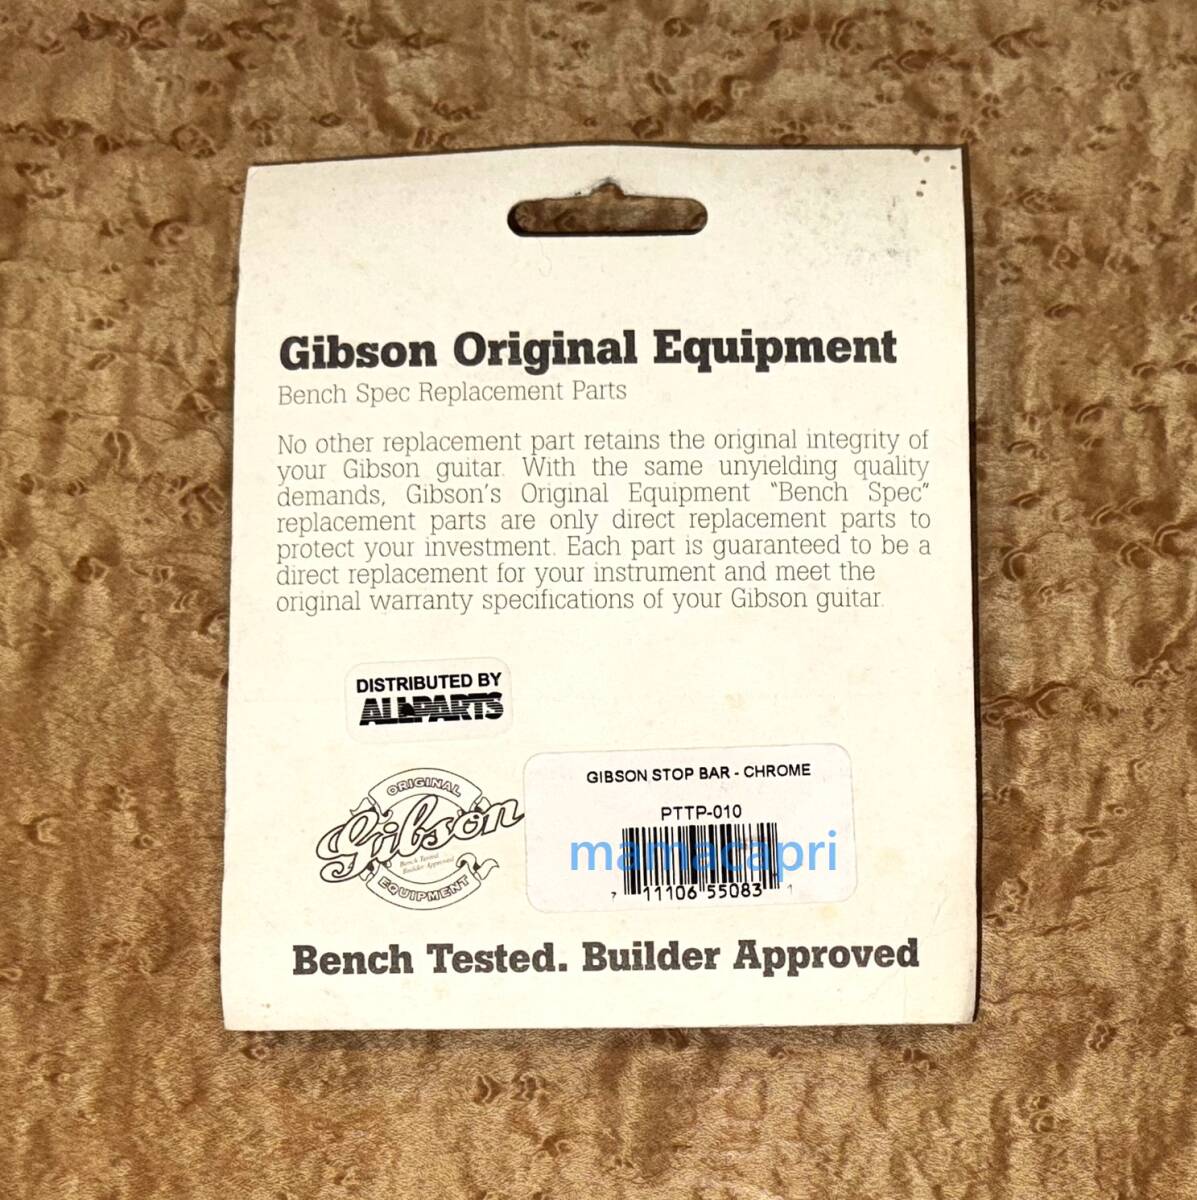 Gibson Original Equipment
Bench Spec Replacement Parts
No other replacement part retains the original integrity of
your Gibson guitar. With the same unyielding quality
demands, Gibson's Original Equipment "Bench Spec"
replacement parts are only direct replacement parts to
protect your investment. Each part is guaranteed to be a
direct replacement for your instrument and meet the
original warranty specifications of your Gibson guitar.
DISTRIBUTED BY
ALLPARTS
ORIGINAL
Gibson
Bench Tested
Builder Approved
EQUIPMENT
GIBSON STOP BAR - CHROME
PTTP-010
mamacapri
7 11106 55083 1
Bench Tested. Builder Approved